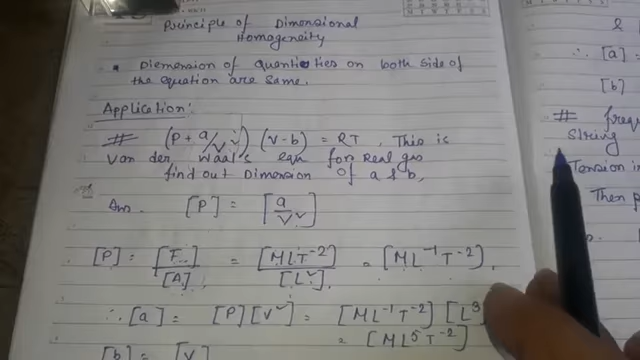 Principle of Dimensional
Homogeneity
• Diemension of quantities on both side of
the equation are same.
Application:
# (P + a/V²) (V-b) = RT, This is
Van der Waal's eqn for Real gas
find out Dimension of a & b,
Ans. [P] = [a/V²]
[P] = [F]/[A] = [MLT⁻²]/[L²] = [ML⁻¹T⁻²],
∴ [a] = [P][V²] = [ML⁻¹T⁻²] [L³
= [ML⁵T⁻²]
[b] = [V]
∴ [a] =
[b]
# freq
String
Tension in
Then